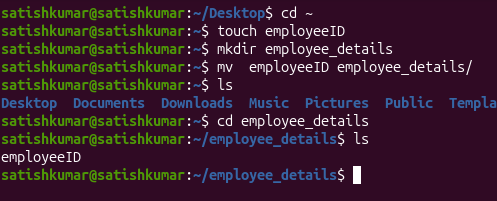 satishkumar@satishkumar:~/Desktop$ cd ~
satishkumar@satishkumar:~$ touch employeeID
satishkumar@satishkumar:~$ mkdir employee_details
satishkumar@satishkumar:~$ mv  employeeID employee_details/
satishkumar@satishkumar:~$ ls
Desktop  Documents  Downloads  Music  Pictures  Public  Templa
satishkumar@satishkumar:~$ cd employee_details
satishkumar@satishkumar:~/employee_details$ ls
employeeID
satishkumar@satishkumar:~/employee_details$